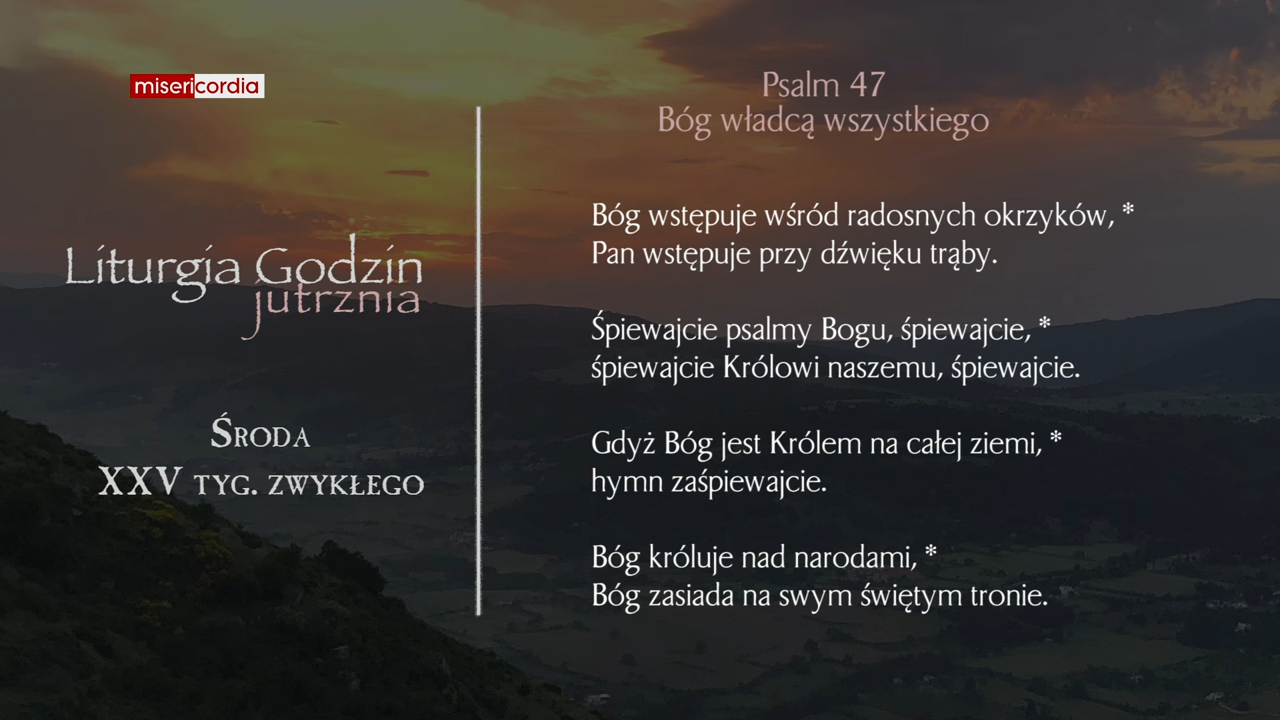 misericordia
Liturgia Godzin
jutrznia
Środa
XXV tyg. zwykłego
Psalm 47
Bóg władcą wszystkiego
Bóg wstępuje wśród radosnych okrzyków, *
Pan wstępuje przy dźwięku trąby.
Śpiewajcie psalmy Bogu, śpiewajcie, *
śpiewajcie Królowi naszemu, śpiewajcie.
Gdyż Bóg jest Królem na całej ziemi, *
hymn zaśpiewajcie.
Bóg króluje nad narodami, *
Bóg zasiada na swym świętym tronie.